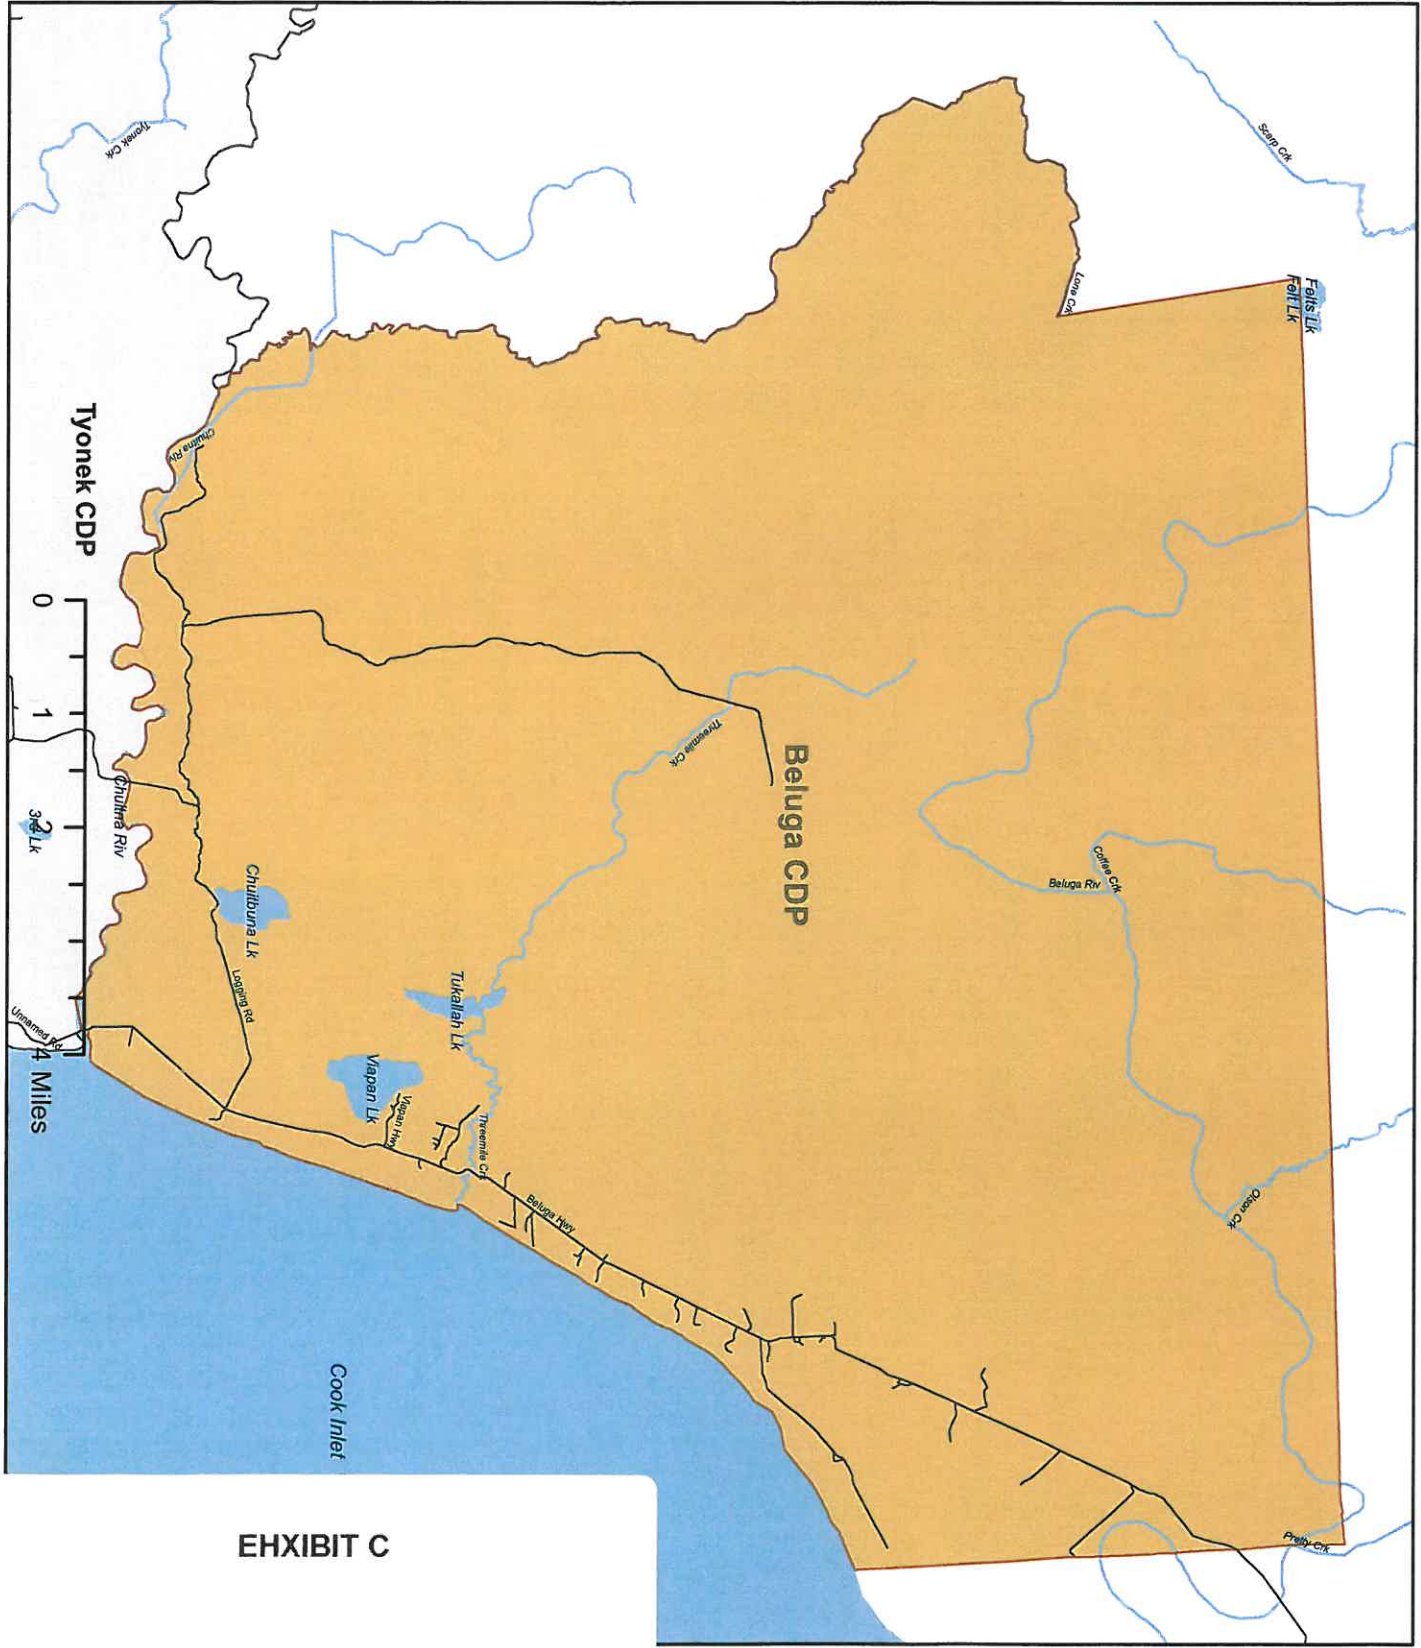 Scarp Crk
Tyonek Crk
Lone Crk
Felts Lk
Felt Lk
Chuitna Riv
Tyonek CDP
0
1
2
4 Miles
Threemile Crk
Beluga CDP
Chuitna Riv
3rd Lk
Coffee Crk
Beluga Riv
Chuitbuna Lk
Logging Rd
Tukallah Lk
Unnamed Rd
Viapan Lk
Viapan Hwy
Threemile Crk
Beluga Hwy
Olson Crk
Cook Inlet
Pretty Crk
EHXIBIT C